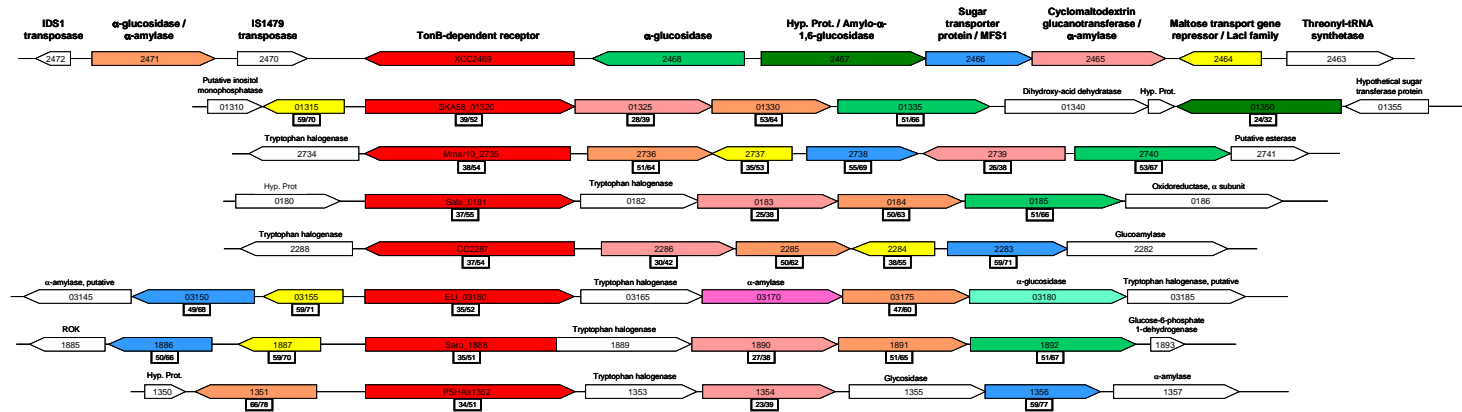 IDS1 transposase
α-glucosidase / α-amylase
IS1479 transposase
TonB-dependent receptor
α-glucosidase
Hyp. Prot. / Amylo-α-1,6-glucosidase
Sugar transporter protein / MFS1
Cyclomaltodextrin glucanotransferase / α-amylase
Maltose transport gene repressor / LacI family
Threonyl-tRNA synthetase
2472 2471 2470 XCC2469 2468 2467 2466 2465 2464 2463
Putative inositol monophosphatase
Dihydroxy-acid dehydratase
Hyp. Prot.
Hypothetical sugar transferase protein
01310 01315 SKA58_01320 01325 01330 01335 01340 01350 01355
59/70 39/52 28/39 53/64 51/66 24/32
Tryptophan halogenase
Putative esterase
2734 Mmar10_2735 2736 2737 2738 2739 2740 2741
38/54 51/64 35/53 55/69 26/38 53/67
Hyp. Prot
Tryptophan halogenase
Oxidoreductase, α subunit
0180 Sala_0181 0182 0183 0184 0185 0186
37/55 25/38 50/63 51/66
Tryptophan halogenase
Glucoamylase
2288 CC2287 2286 2285 2284 2283 2282
37/54 30/42 50/62 38/55 59/71
α-amylase, putative
Tryptophan halogenase
α-amylase
α-glucosidase
Tryptophan halogenase, putative
03145 03150 03155 ELI_03160 03165 03170 03175 03180 03185
49/68 59/71 35/52 47/60
ROK
Tryptophan halogenase
Glucose-6-phosphate 1-dehydrogenase
1885 1886 1887 Saro_1888 1889 1890 1891 1892 1893
50/66 59/70 35/51 27/38 51/65 51/67
Hyp. Prot.
Tryptophan halogenase
Glycosidase
α-amylase
1350 1351 PSHAa1352 1353 1354 1355 1356 1357
66/78 34/51 23/39 59/77